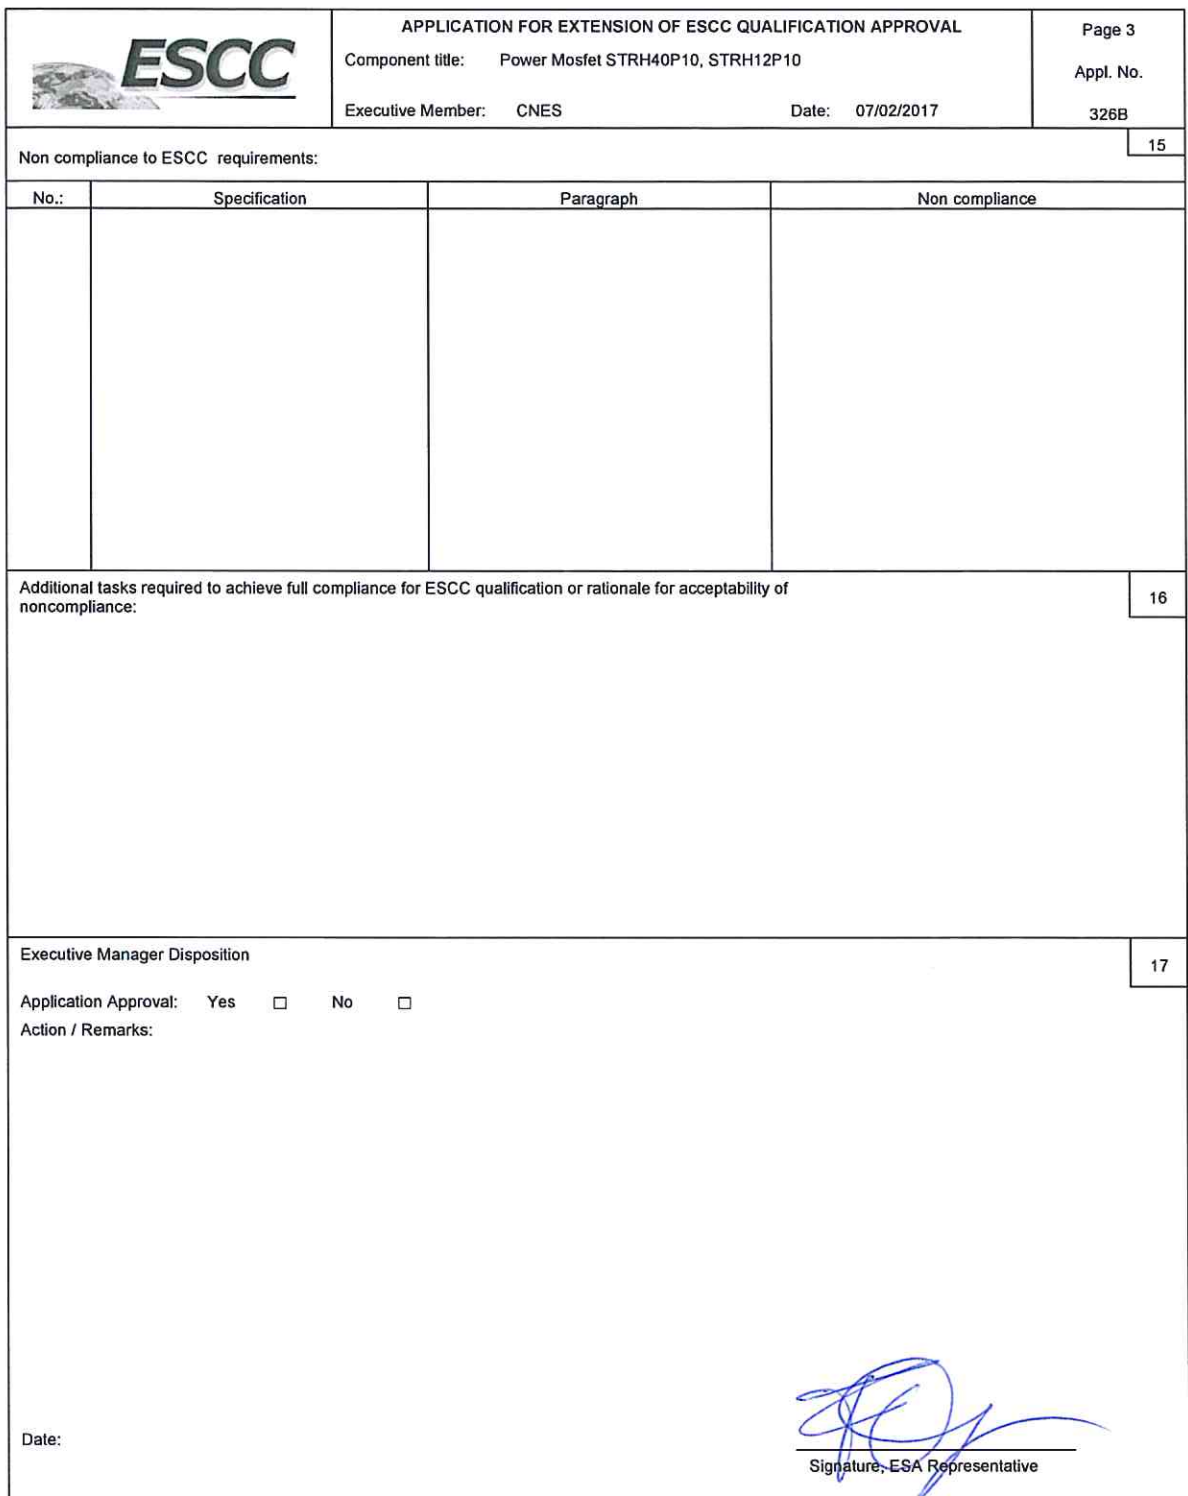 ESCC
APPLICATION FOR EXTENSION OF ESCC QUALIFICATION APPROVAL
Component title: Power Mosfet STRH40P10, STRH12P10
Executive Member: CNES Date: 07/02/2017
Page 3
Appl. No.
326B
Non compliance to ESCC requirements:
15
No.: Specification Paragraph Non compliance
Additional tasks required to achieve full compliance for ESCC qualification or rationale for acceptability of
noncompliance:
16
Executive Manager Disposition
17
Application Approval: Yes ☐ No ☐
Action / Remarks:
Date:
Signature, ESA Representative